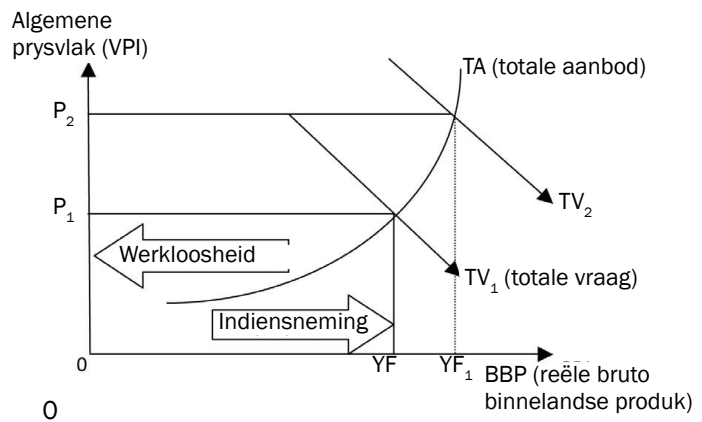 Algemene
prysvlak (VPI)
TA (totale aanbod)
P2
TV2
P1
Werkloosheid
TV1 (totale vraag)
Indiensneming
0
YF
YF1
BBP (reële bruto
binnelandse produk)
0